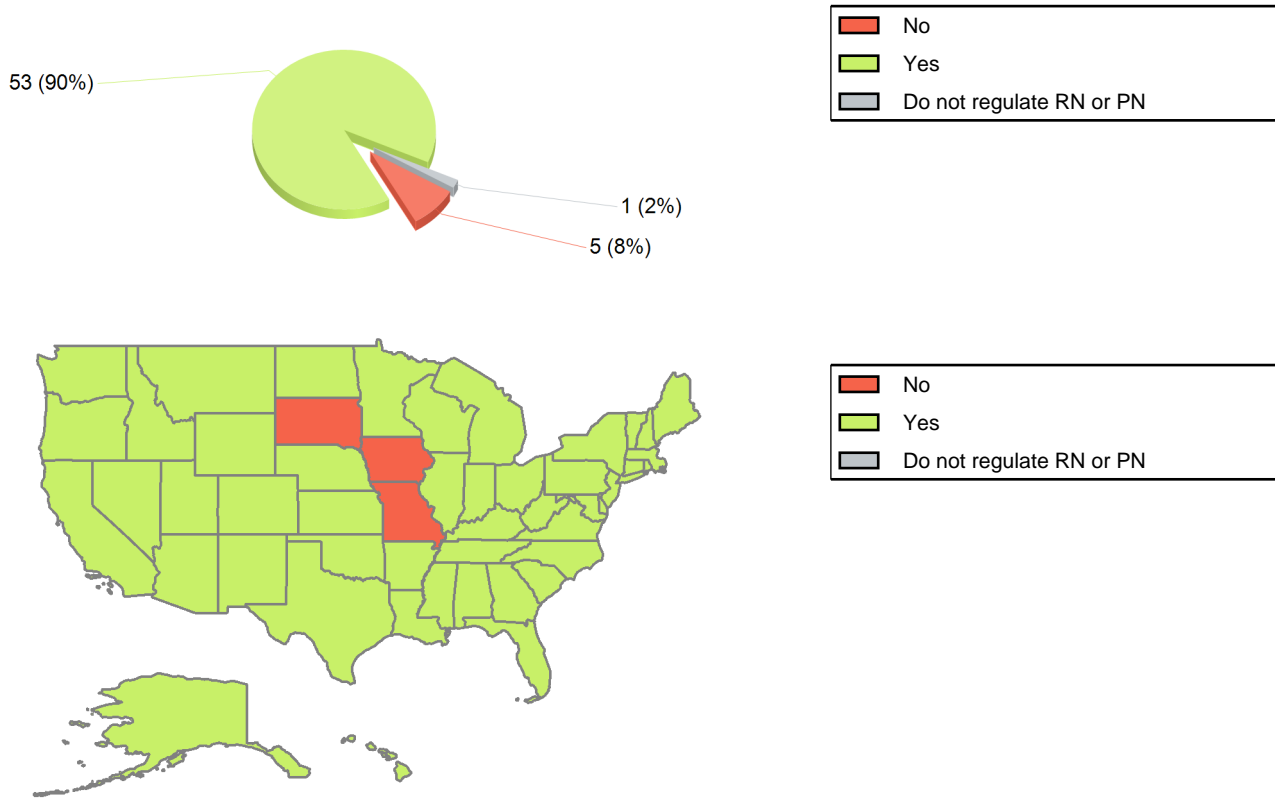 53 (90%)
1 (2%)
5 (8%)
No
Yes
Do not regulate RN or PN
No
Yes
Do not regulate RN or PN